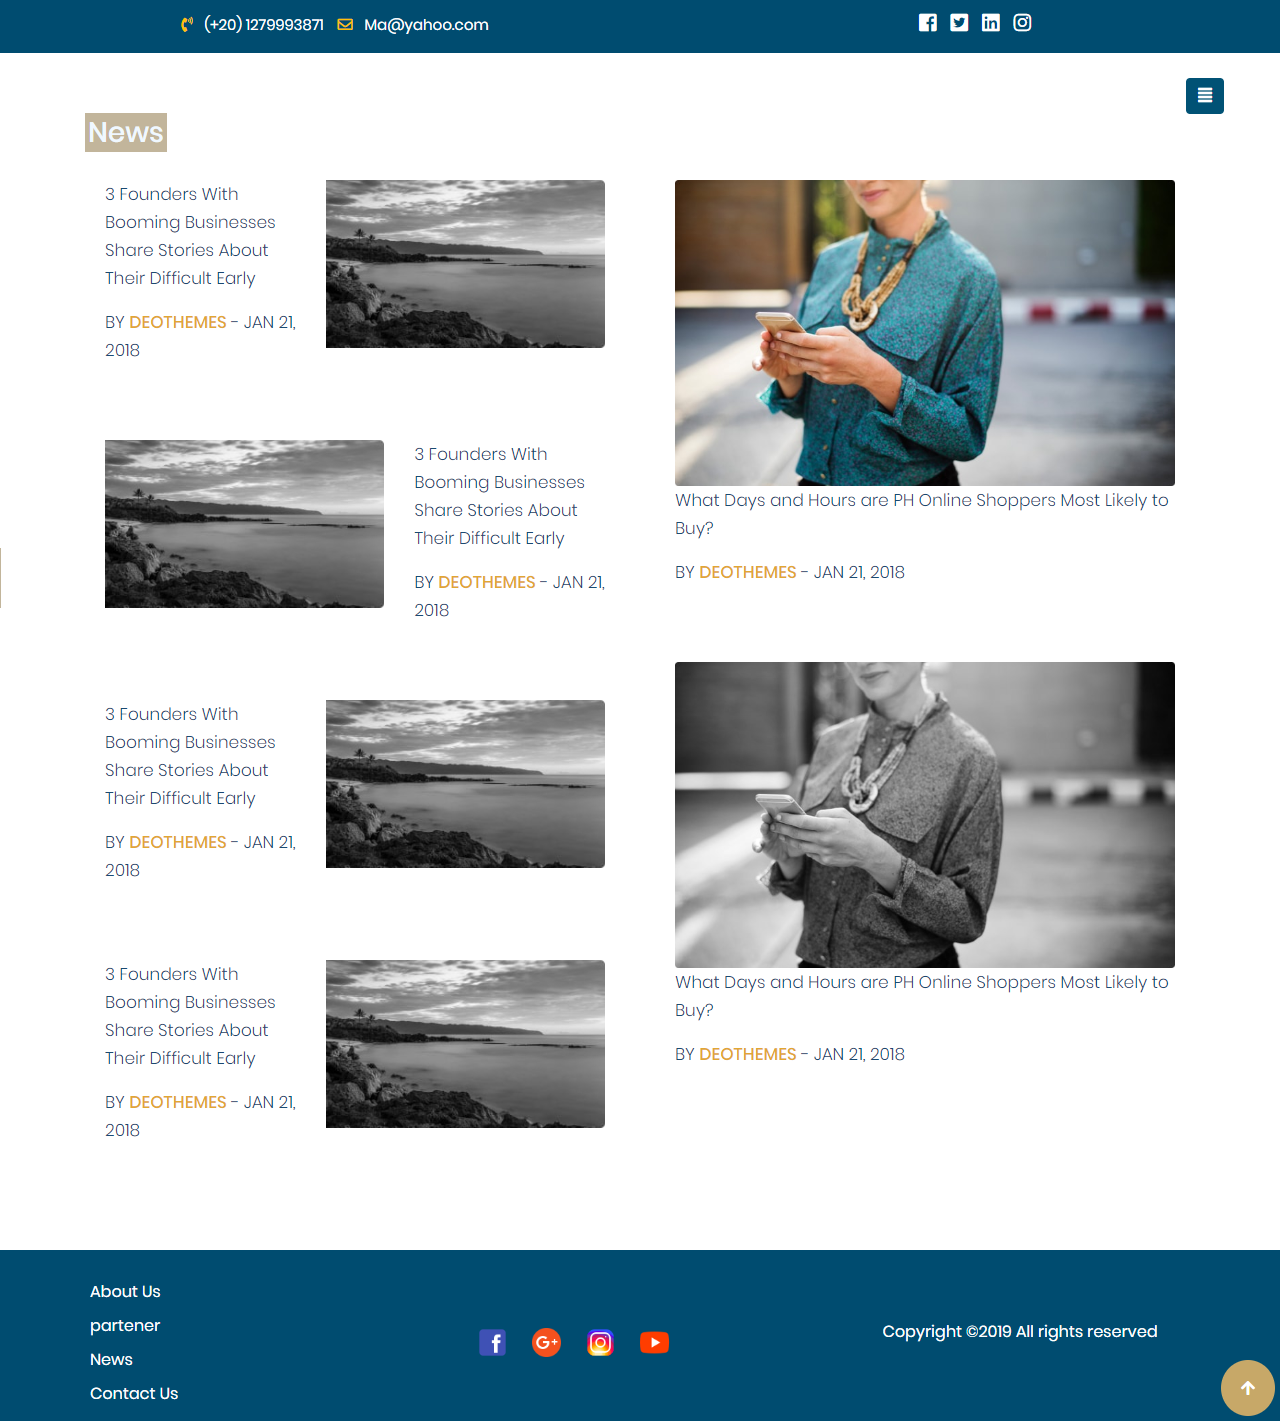 (+20) 1279993871 Ma@yahoo.com
News
3 Founders With
Booming Businesses
Share Stories About
Their Difficult Early
BY DEOTHEMES - JAN 21,
2018
3 Founders With
Booming Businesses
Share Stories About
Their Difficult Early
BY DEOTHEMES - JAN 21,
2018
3 Founders With
Booming Businesses
Share Stories About
Their Difficult Early
BY DEOTHEMES - JAN 21,
2018
3 Founders With
Booming Businesses
Share Stories About
Their Difficult Early
BY DEOTHEMES - JAN 21,
2018
What Days and Hours are PH Online Shoppers Most Likely to
Buy?
BY DEOTHEMES - JAN 21, 2018
What Days and Hours are PH Online Shoppers Most Likely to
Buy?
BY DEOTHEMES - JAN 21, 2018
About Us
partener
News
Contact Us
Copyright ©2019 All rights reserved